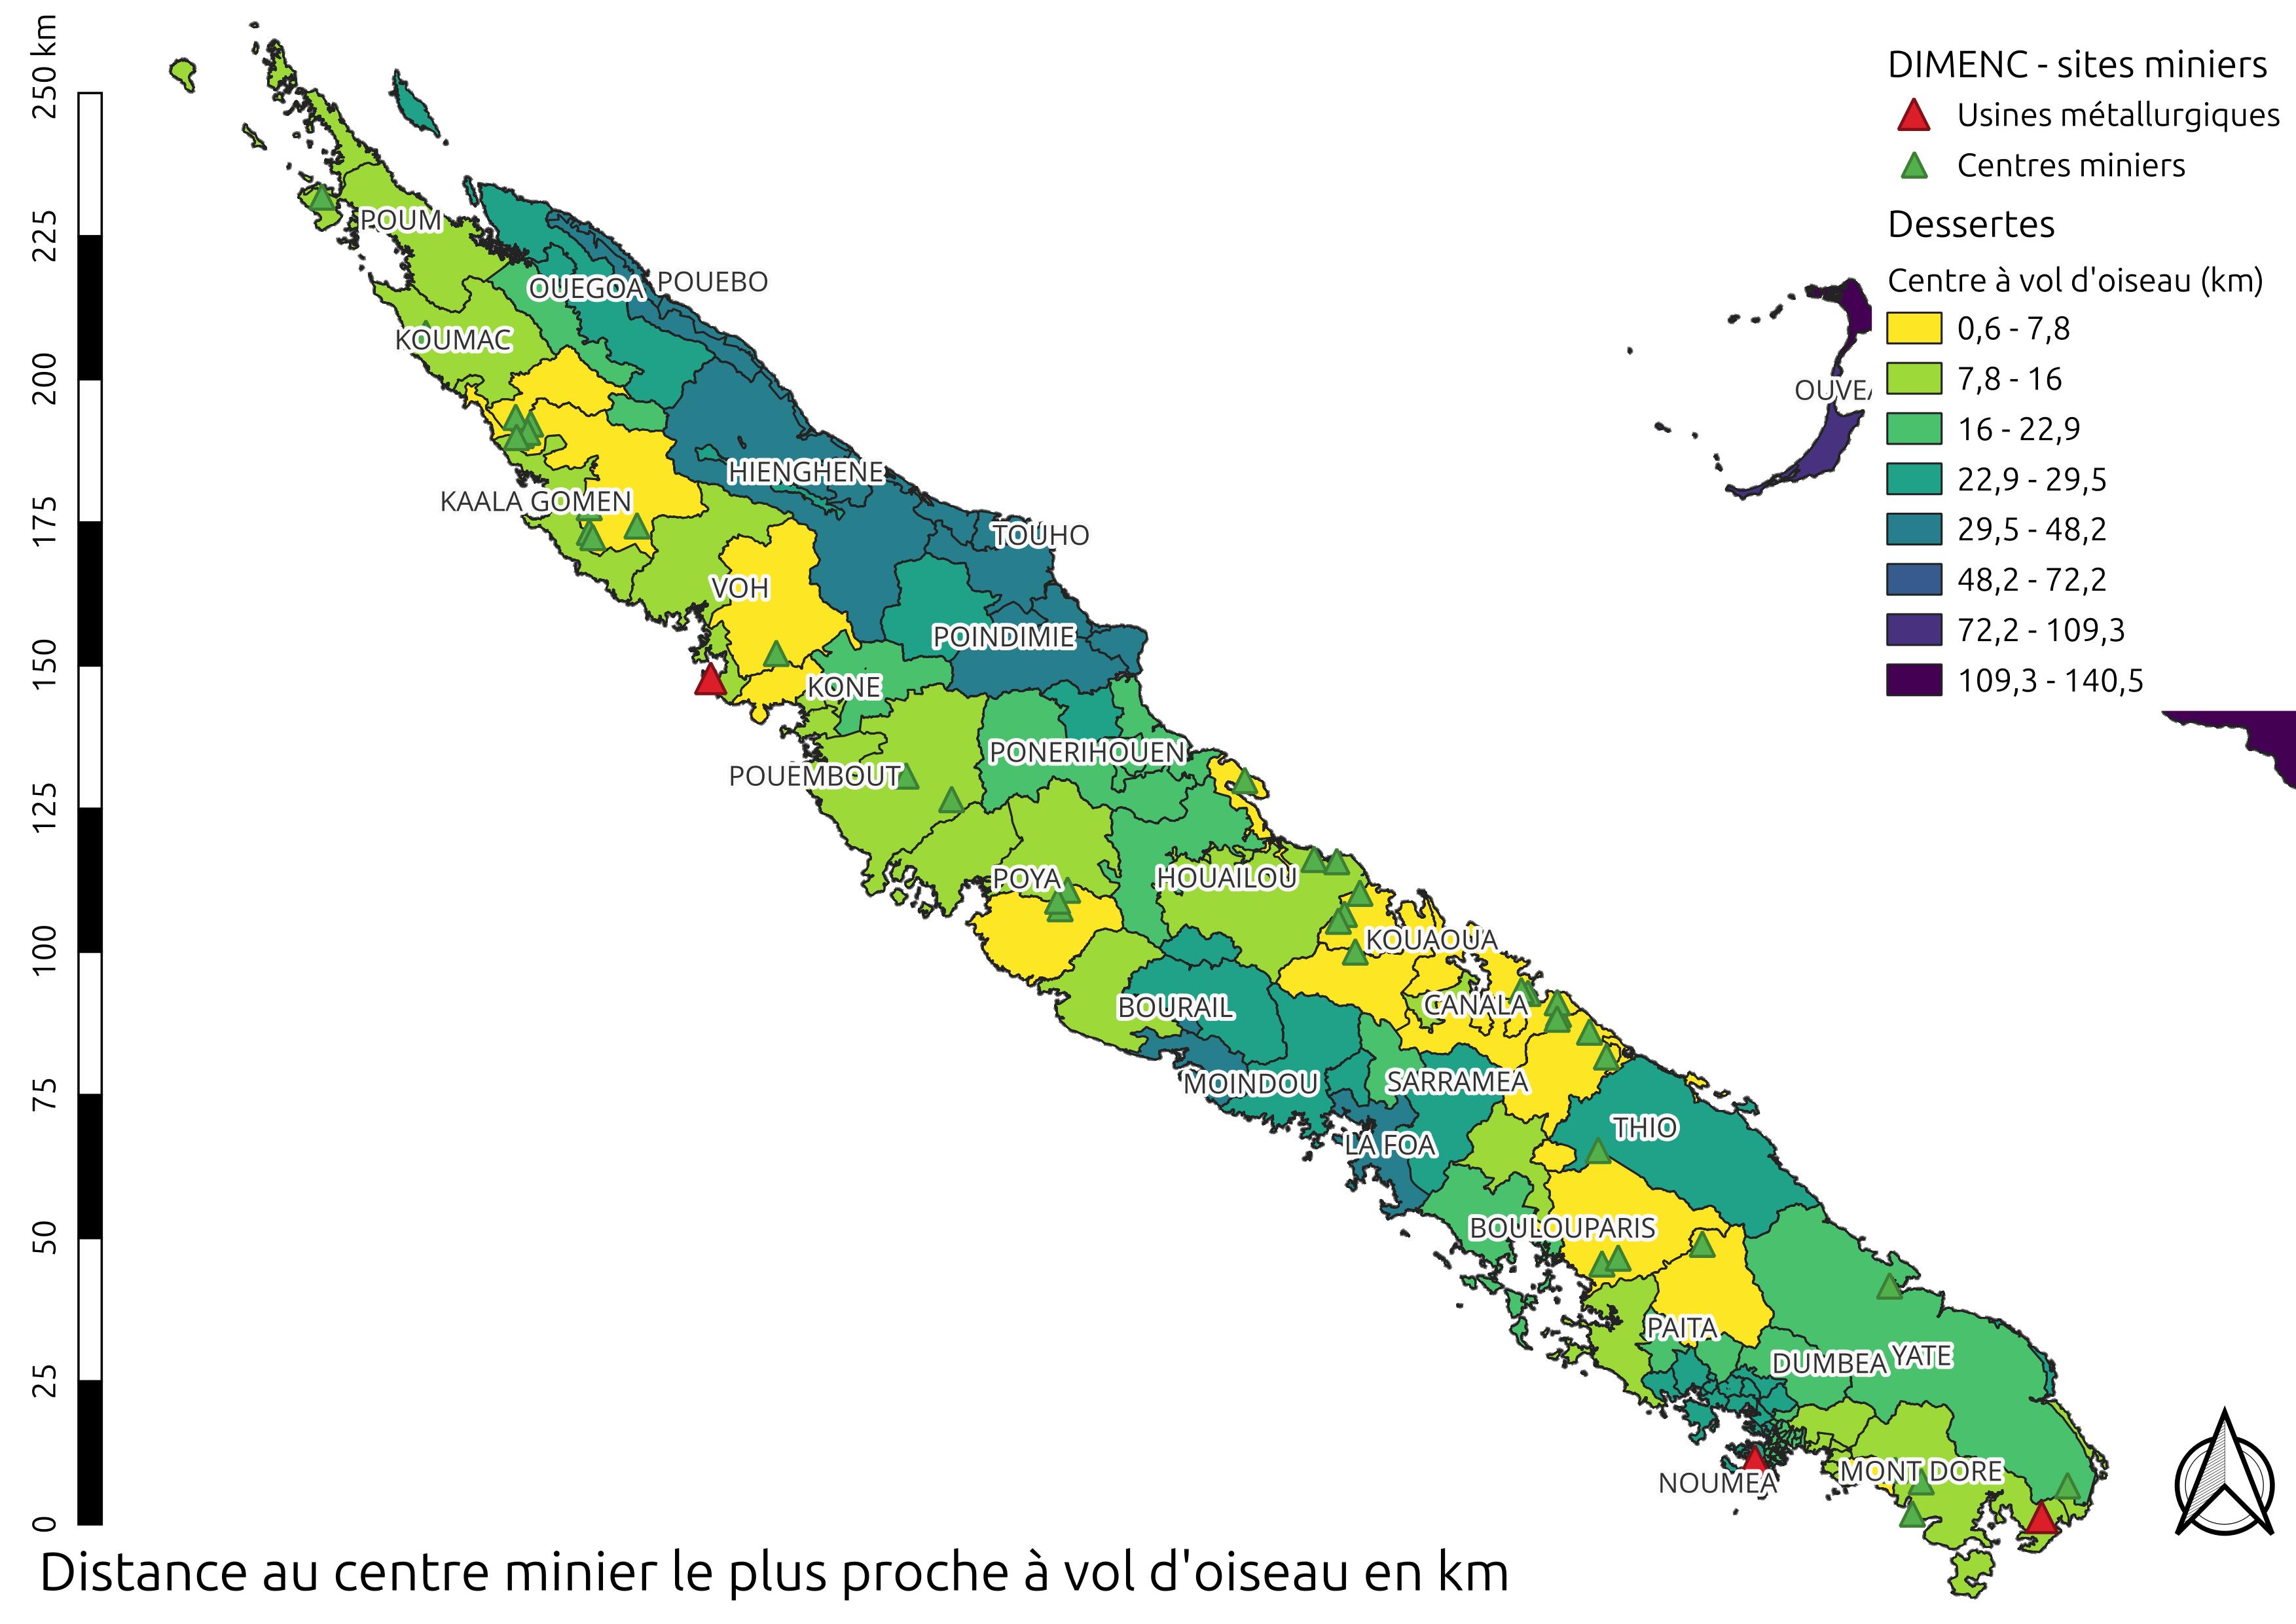 DIMENC - sites miniers
Usines métallurgiques
Centres miniers
Dessertes
Centre à vol d'oiseau (km)
0,6 - 7,8
7,8 - 16
16 - 22,9
22,9 - 29,5
29,5 - 48,2
48,2 - 72,2
72,2 - 109,3
109,3 - 140,5
250 km
225
200
175
150
125
100
75
50
25
0
POUM
OUEGOA
POUEBO
KOUMAC
OUVEA
HIENGHENE
KAALA GOMEN
TOUHO
VOH
POINDIMIE
KONE
PONERIHOUEN
POUEMBOUT
POYA
HOUAILOU
KOUAOUA
BOURAIL
CANALA
MOINDOU
SARRAMEA
THIO
LA FOA
BOULOUPARIS
PAITA
DUMBEA
YATE
MONT DORE
NOUMEA
Distance au centre minier le plus proche à vol d'oiseau en km